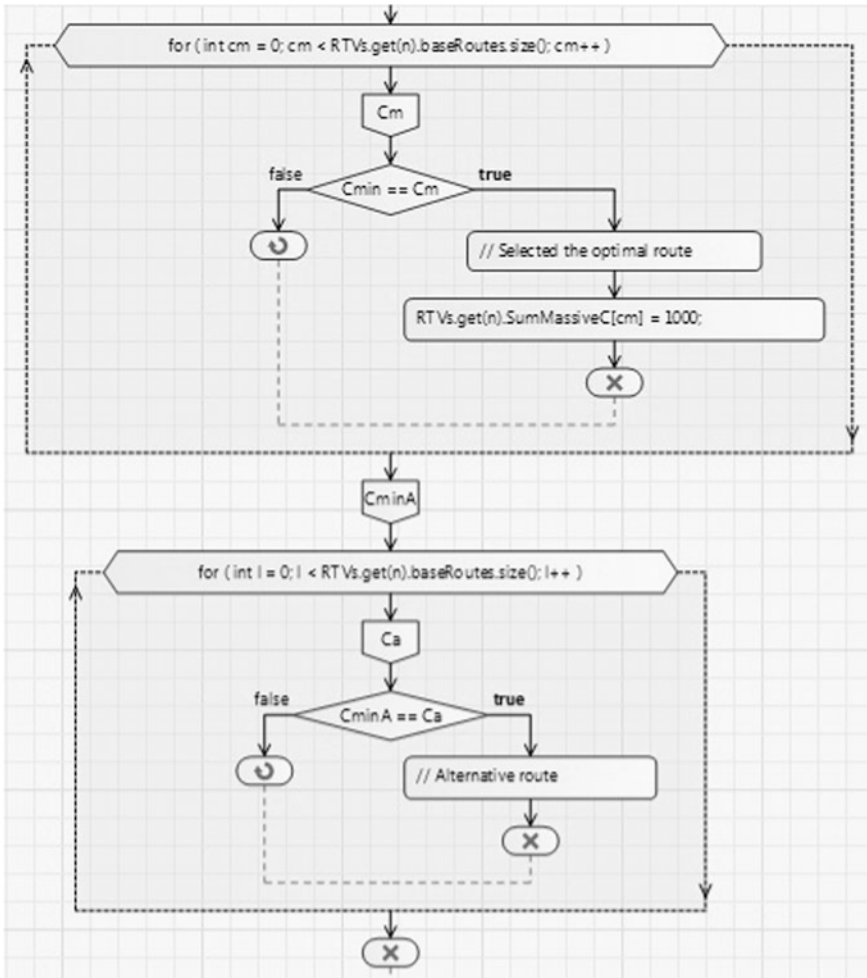 for ( int cm = 0; cm < RTVs.get(n).baseRoutes.size(); cm++ )
Cm
false
true
Cmin == Cm
// Selected the optimal route
RTVs.get(n).SumMassiveC[cm] = 1000;
CminA
for ( int l = 0; l < RTVs.get(n).baseRoutes.size(); l++ )
Ca
false
true
CminA == Ca
// Alternative route